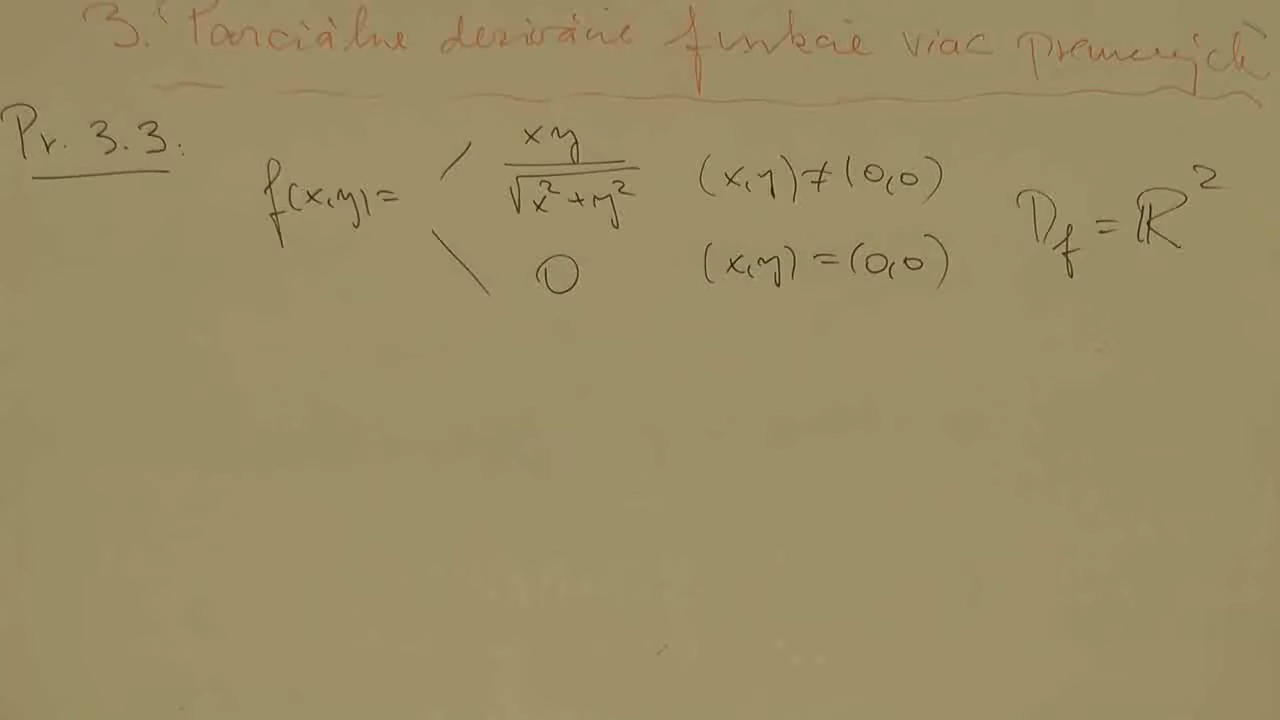 3. Parciálne derivácie funkcie viac premenných
Pr. 3.3.
f(x,y) =
xy
√x²+y²
(x,y) ≠ (0,0)
0
(x,y) = (0,0)
D_f = ℝ²